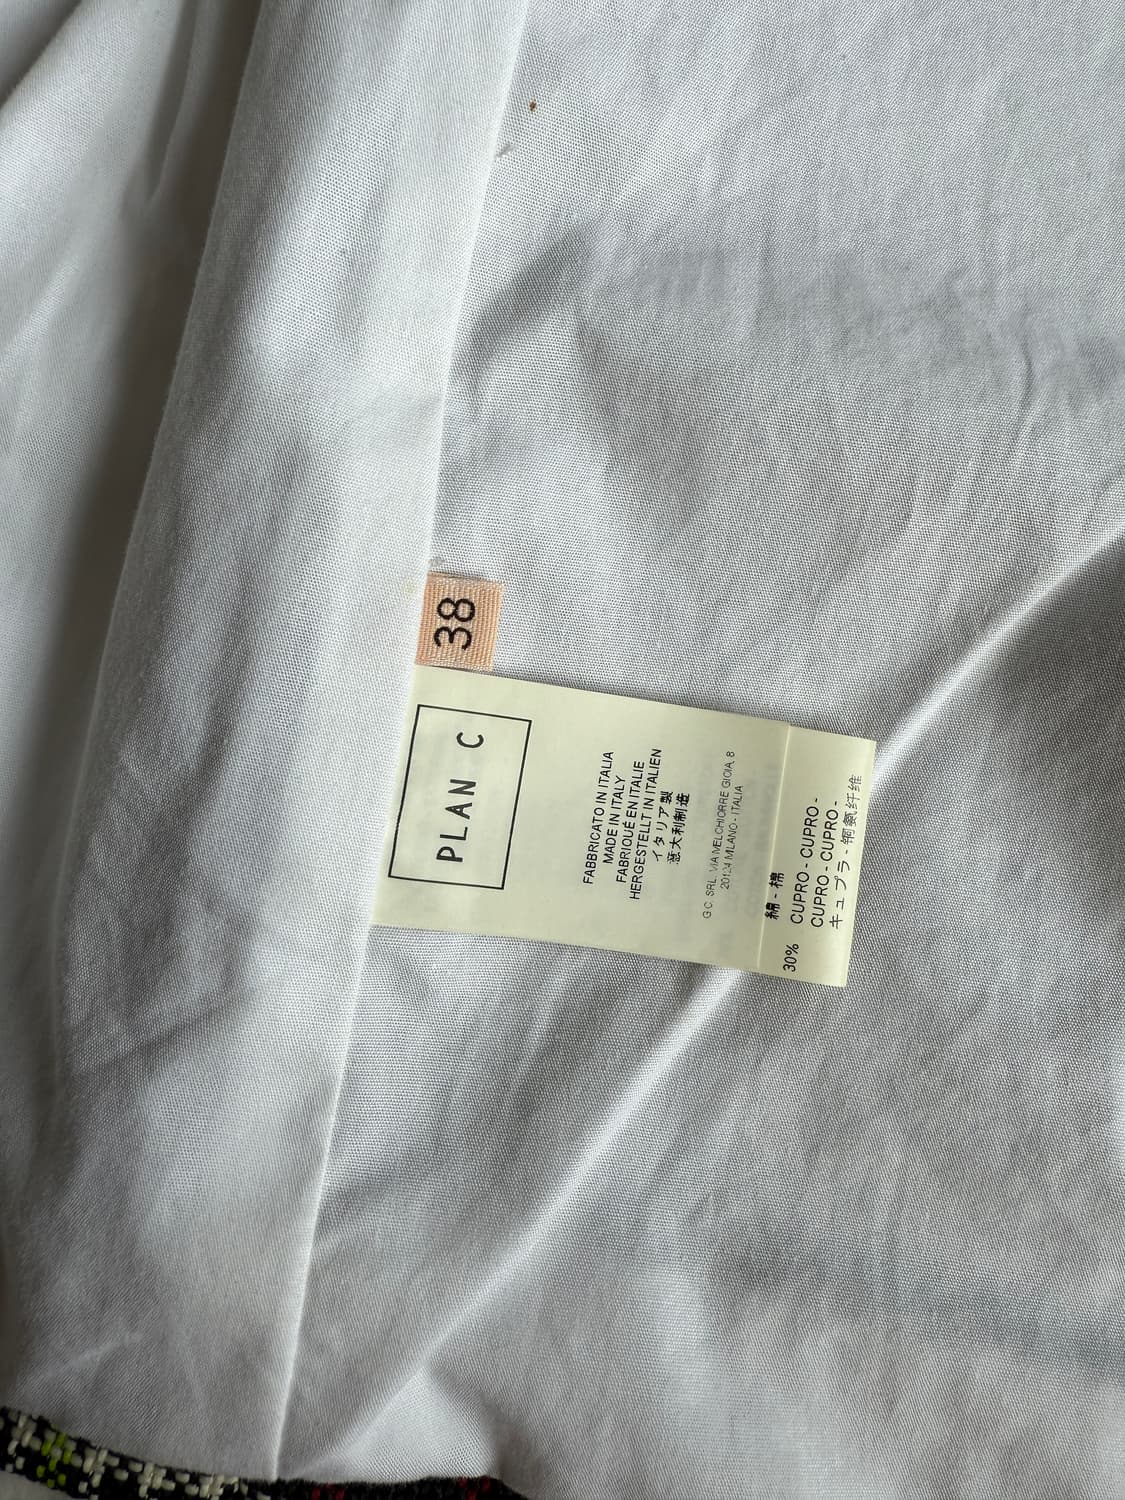 38
PLAN C
FABBRICATO IN ITALIA
MADE IN ITALY
FABRIQUÉ EN ITALIE
HERGESTELLT IN ITALIEN
イタリア製
意大利制造
G.C. SRL. VIA MELCHIORRE GIOIA, 8
20124 MILANO - ITALIA
綿 - 棉
30% CUPRO - CUPRO -
CUPRO - CUPRO -
キュプラ - 铜氨纤维